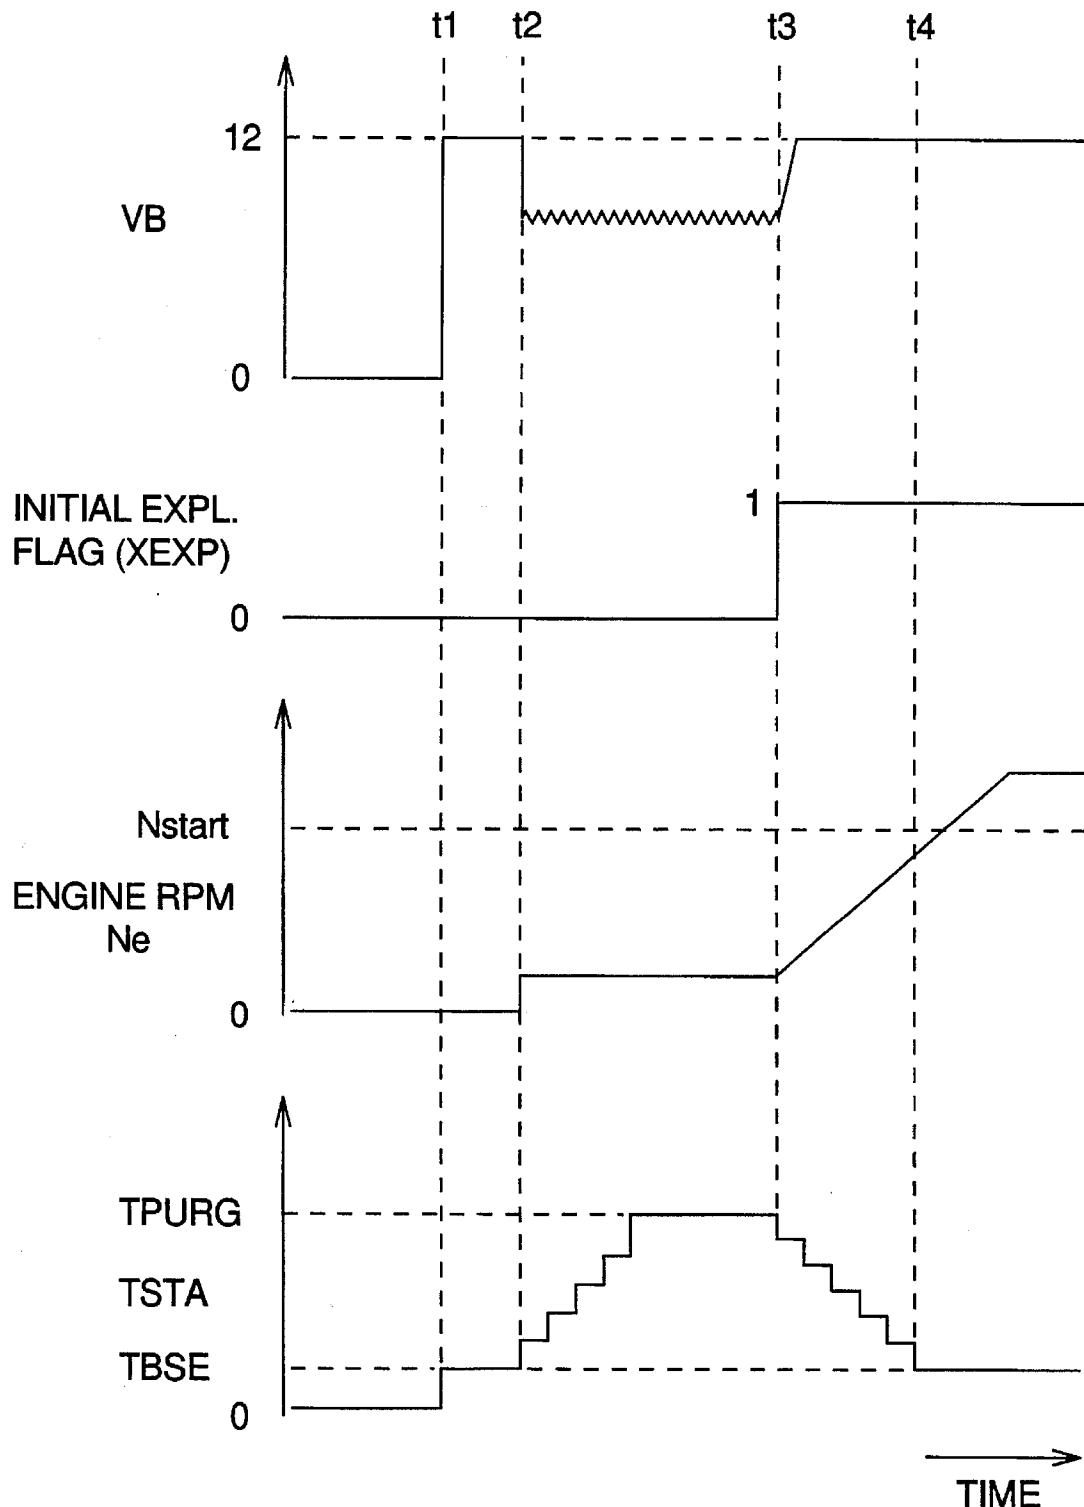 t1 t2 t3 t4
12
VB
0
INITIAL EXPL.
FLAG (XEXP)
1
0
Nstart
ENGINE RPM
Ne
0
TPURG
TSTA
TBSE
0
TIME